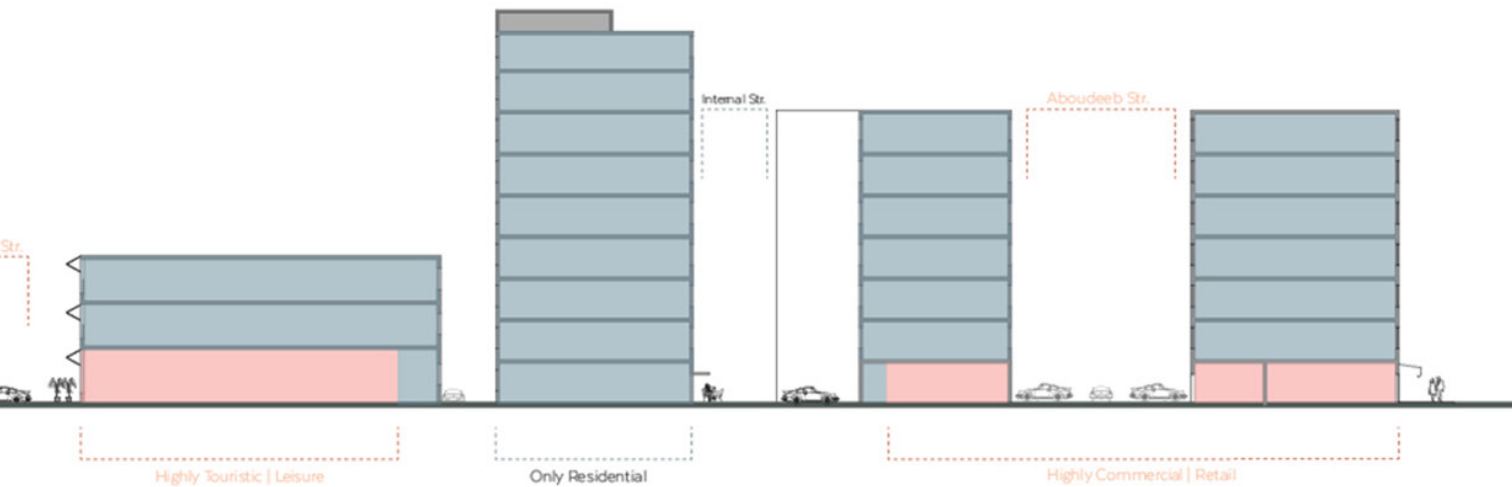 Internal Str.
Aboudeeb Str.
Str.
Highly Touristic | Leisure
Only Residential
Highly Commercial | Retail